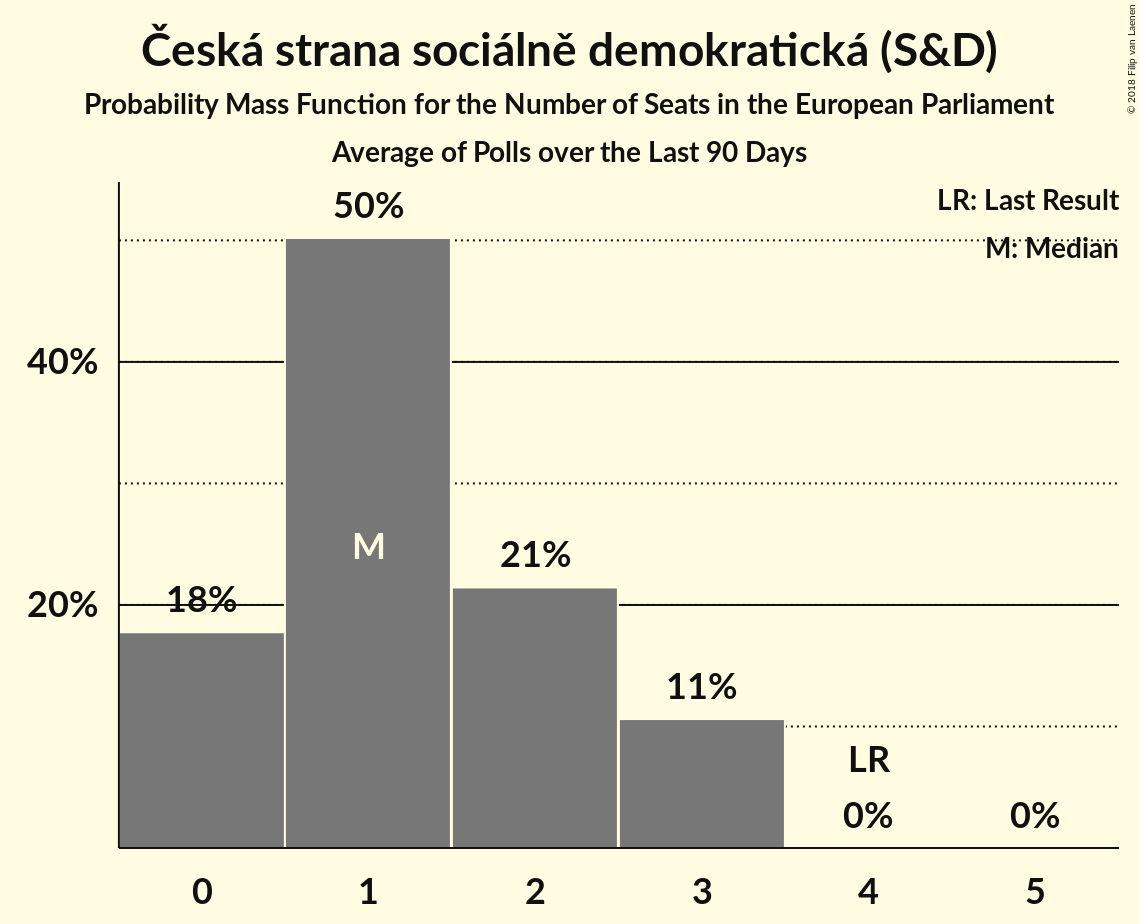 Česká strana sociálně demokratická (S&D)
Probability Mass Function for the Number of Seats in the European Parliament
Average of Polls over the Last 90 Days
© 2018 Filip van Laenen
LR: Last Result
M: Median
50%
40%
M
21%
18%
20%
11%
LR
0%
0%
0 1 2 3 4 5